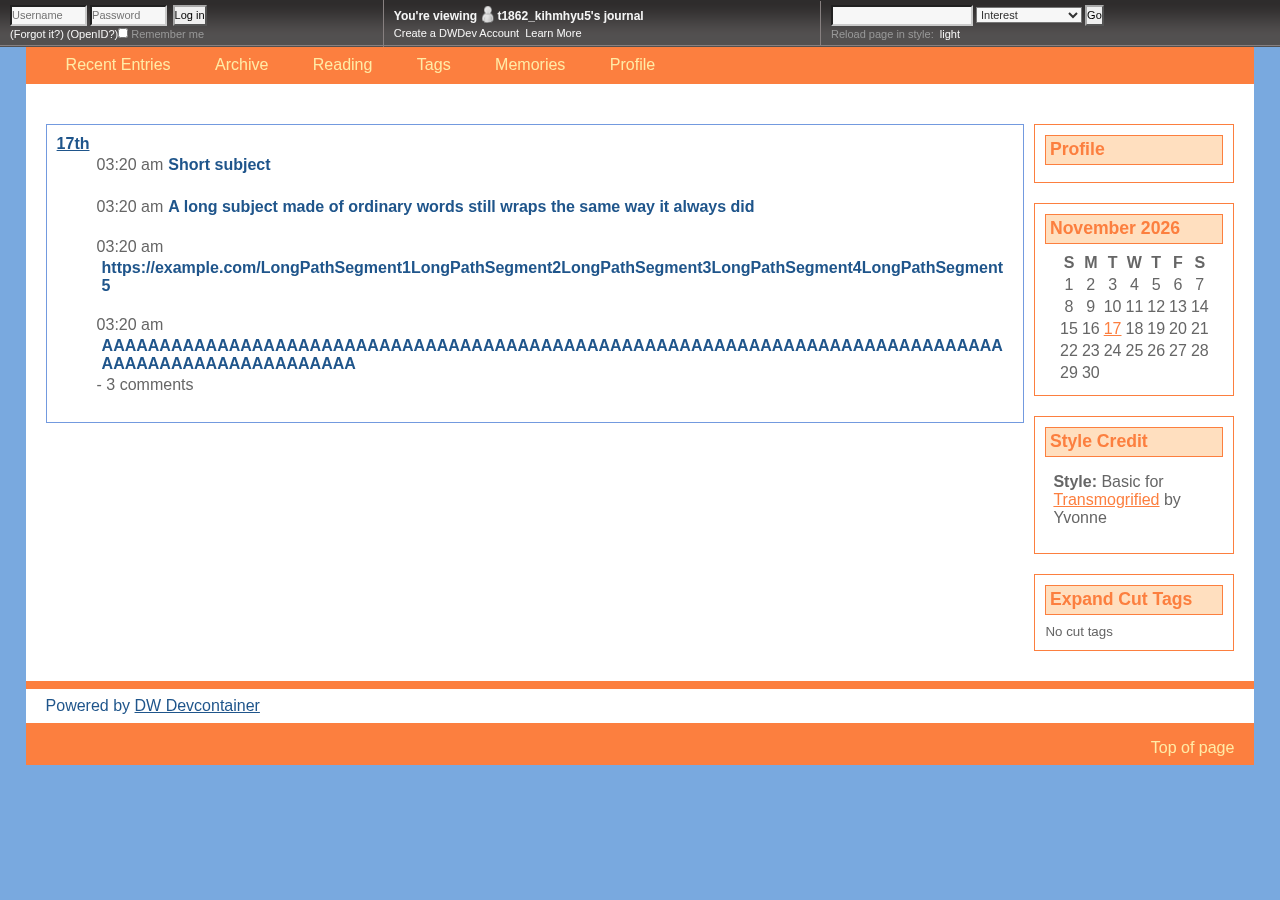 Username Password Log in
(Forgot it?) (OpenID?) Remember me
You're viewing t1862_kihmhyu5's journal
Create a DWDev Account Learn More
Interest Go
Reload page in style: light
Recent Entries Archive Reading Tags Memories Profile
17th
03:20 am Short subject
03:20 am A long subject made of ordinary words still wraps the same way it always did
03:20 am
https://example.com/LongPathSegment1LongPathSegment2LongPathSegment3LongPathSegment4LongPathSegment
5
03:20 am
AAAAAAAAAAAAAAAAAAAAAAAAAAAAAAAAAAAAAAAAAAAAAAAAAAAAAAAAAAAAAAAAAAAAAAAAAAAAAA
AAAAAAAAAAAAAAAAAAAAAA
- 3 comments
Profile
November 2026
S M T W T F S
1 2 3 4 5 6 7
8 9 10 11 12 13 14
15 16 17 18 19 20 21
22 23 24 25 26 27 28
29 30
Style Credit
Style: Basic for
Transmogrified by
Yvonne
Expand Cut Tags
No cut tags
Powered by DW Devcontainer
Top of page